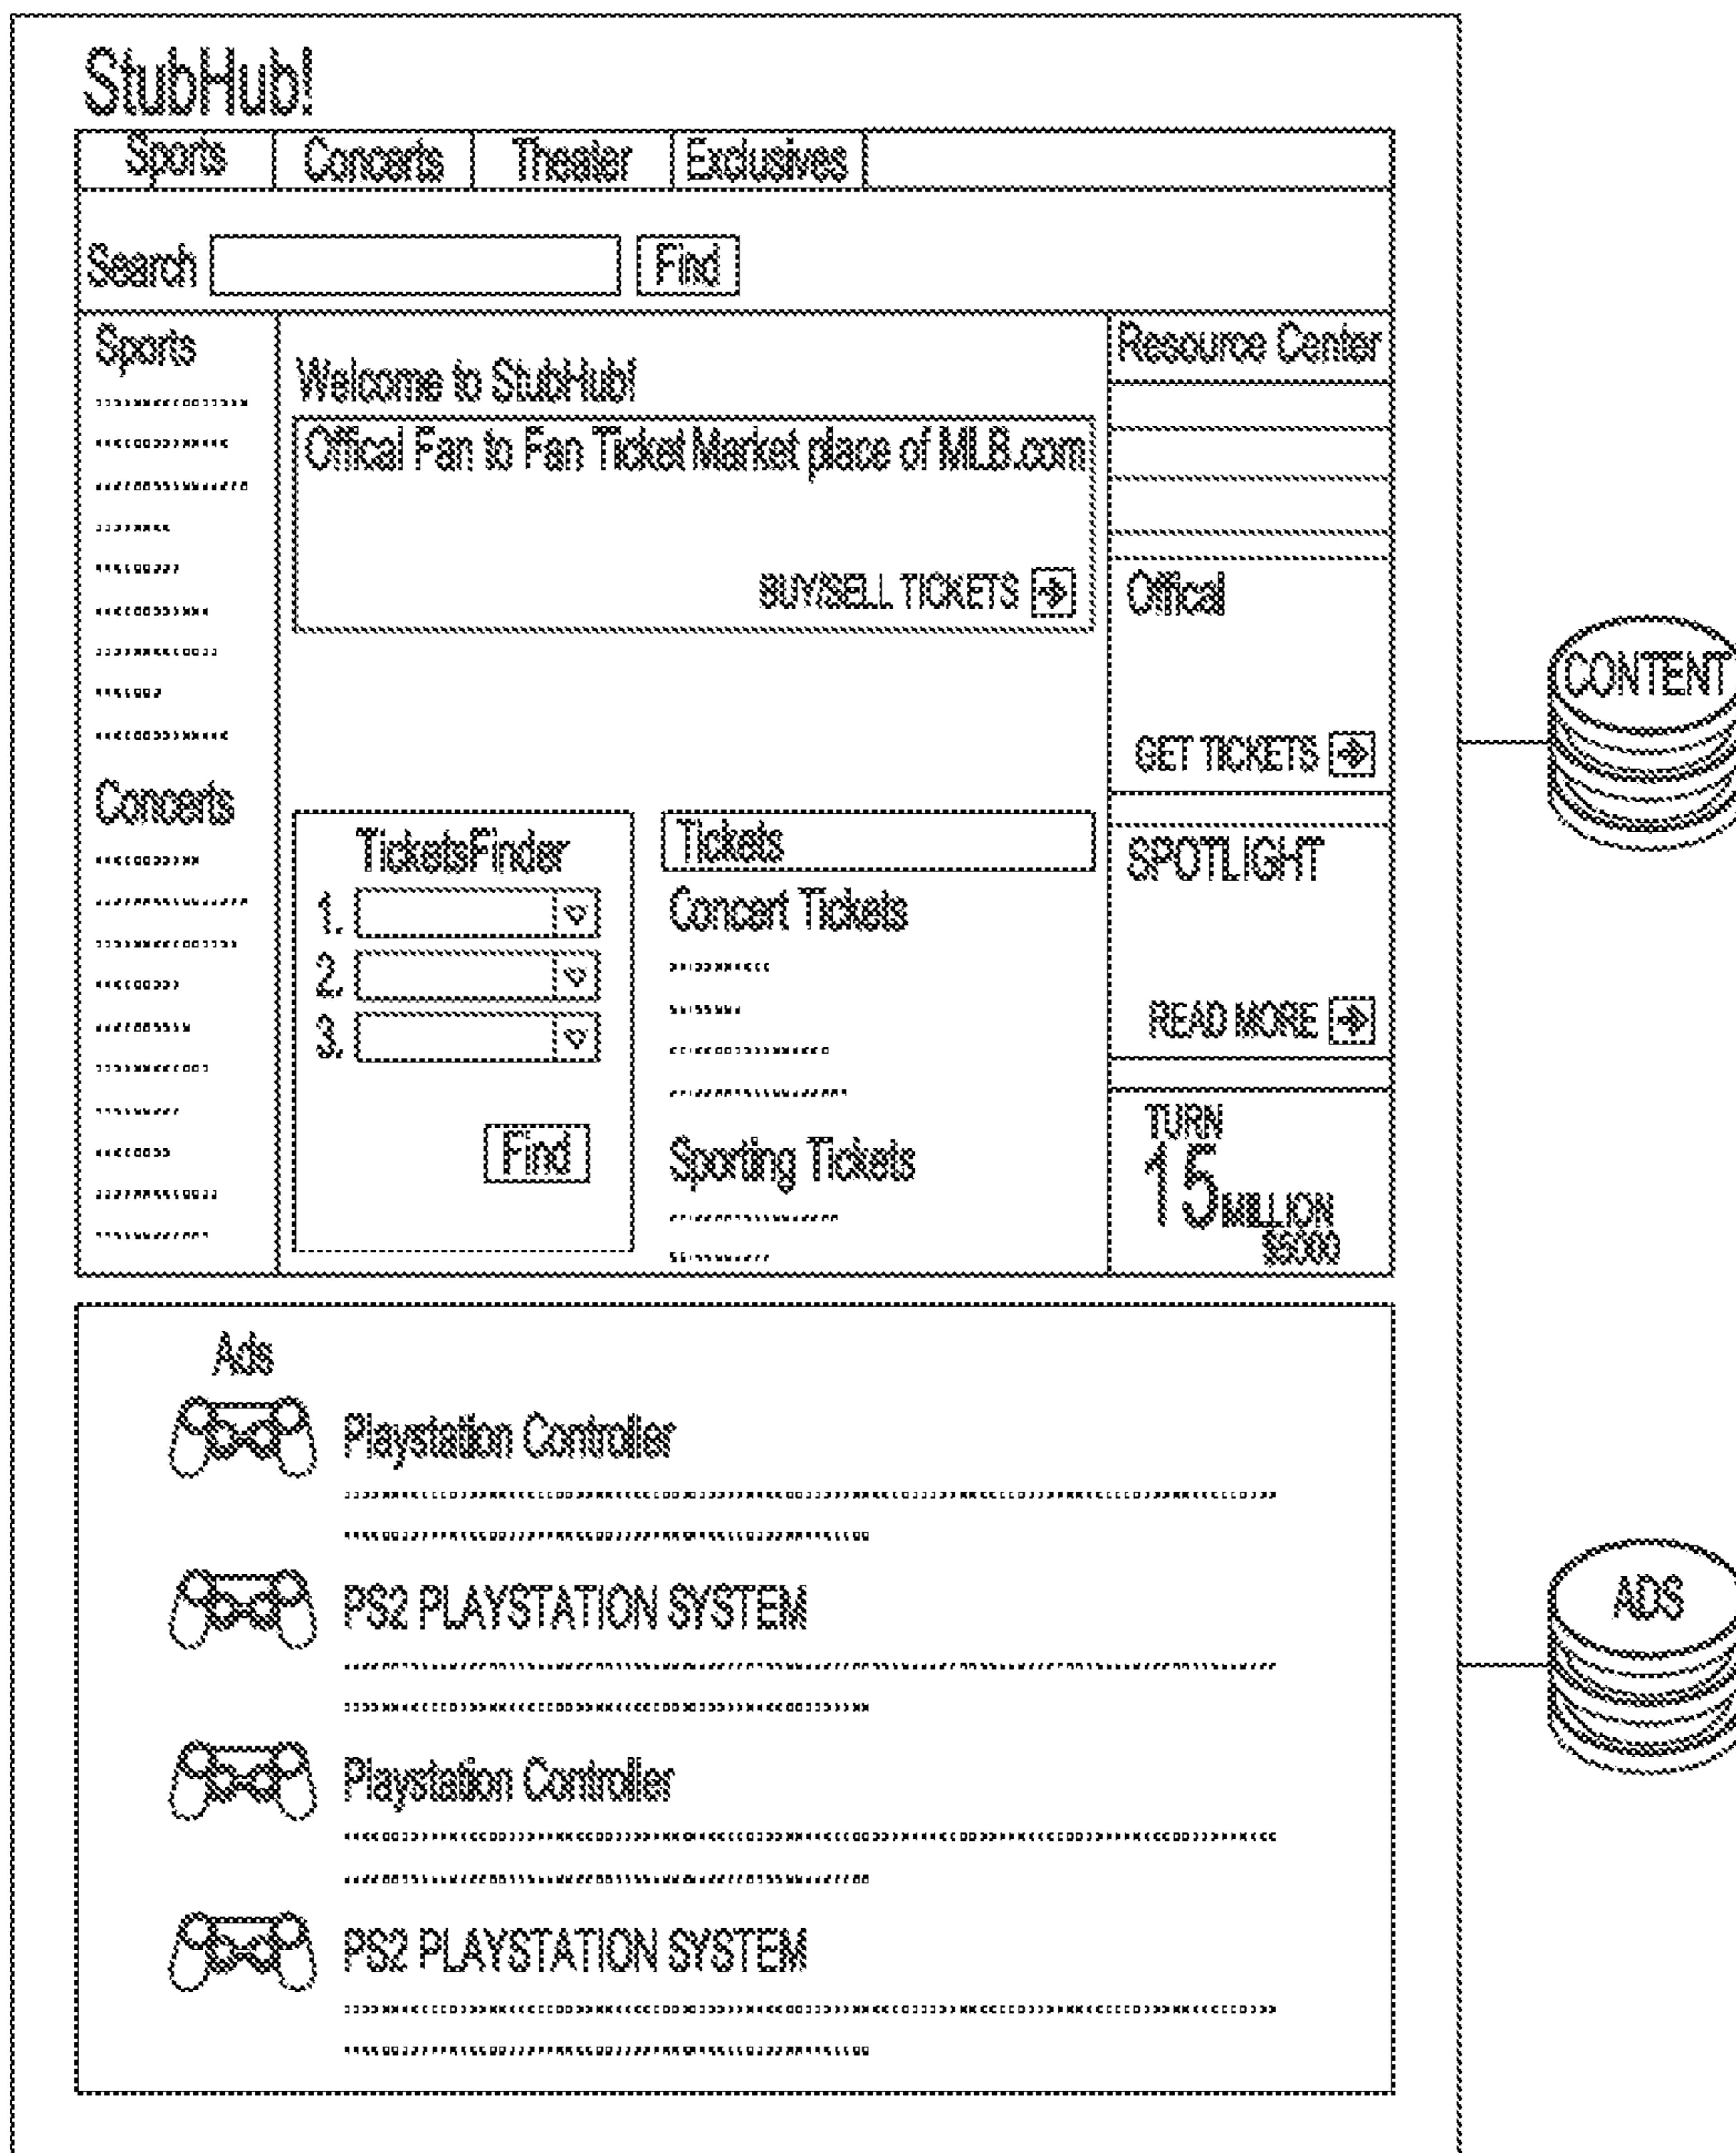 StubHub!
Sports Concerts Theater Exclusives
Search Find
Sports
Concerts
Welcome to StubHub!
Offical Fan to Fan Ticket Market place of MLB.com
BUY/SELL TICKETS
TicketsFinder
1.
2.
3.
Find
Tickets
Concert Tickets
Sporting Tickets
Resource Center
Offical
GET TICKETS
SPOTLIGHT
READ MORE
TURN
15 MILLION
$5000
CONTENT
Ads
Playstation Controller
PS2 PLAYSTATION SYSTEM
Playstation Controller
PS2 PLAYSTATION SYSTEM
ADS